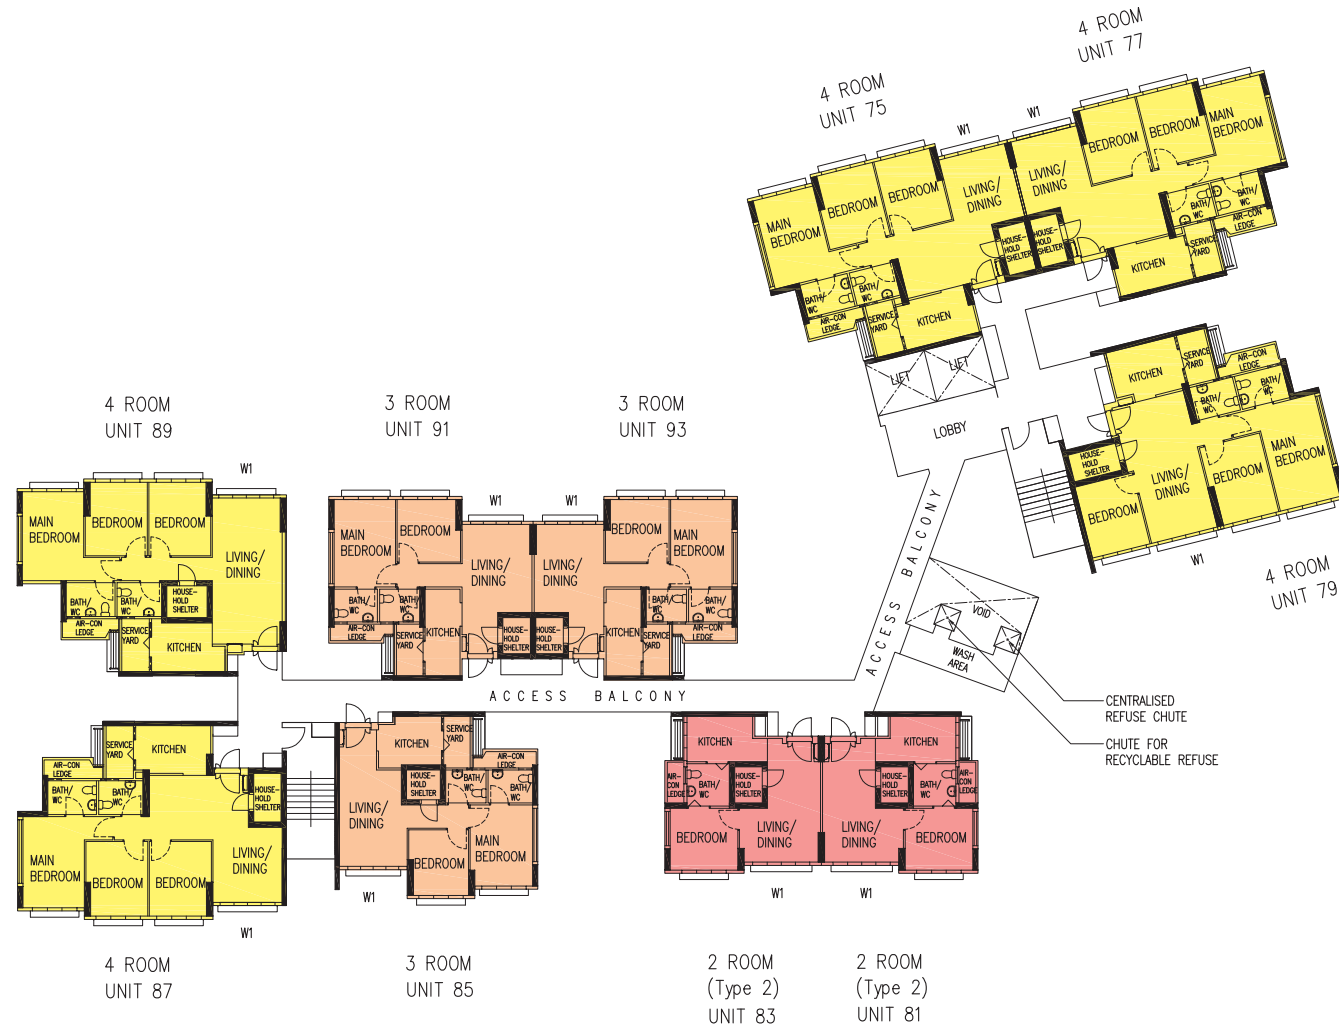 4 ROOM
UNIT 77
4 ROOM
UNIT 75
W1
W1
MAIN
BEDROOM
BEDROOM
BEDROOM
LIVING/
DINING
HOUSE-
HOLD
SHELTER
BATH/
WC
BATH/
WC
AIR-CON
LEDGE
SERVICE
YARD
KITCHEN
LIVING/
DINING
BEDROOM
BEDROOM
MAIN
BEDROOM
HOUSE-
HOLD
SHELTER
BATH/
WC
BATH/
WC
AIR-CON
LEDGE
SERVICE
YARD
KITCHEN
LIFT
LIFT
LOBBY
KITCHEN
SERVICE
YARD
AIR-CON
LEDGE
BATH/
WC
BATH/
WC
HOUSE-
HOLD
SHELTER
LIVING/
DINING
BEDROOM
BEDROOM
MAIN
BEDROOM
W1
4 ROOM
UNIT 79
4 ROOM
UNIT 89
W1
MAIN
BEDROOM
BEDROOM
BEDROOM
LIVING/
DINING
BATH/
WC
BATH/
WC
HOUSE-
HOLD
SHELTER
AIR-CON
LEDGE
SERVICE
YARD
KITCHEN
3 ROOM
UNIT 91
W1
MAIN
BEDROOM
BEDROOM
LIVING/
DINING
BATH/
WC
BATH/
WC
AIR-CON
LEDGE
SERVICE
YARD
KITCHEN
HOUSE-
HOLD
SHELTER
3 ROOM
UNIT 93
W1
LIVING/
DINING
BEDROOM
MAIN
BEDROOM
HOUSE-
HOLD
SHELTER
KITCHEN
SERVICE
YARD
BATH/
WC
BATH/
WC
AIR-CON
LEDGE
ACCESS BALCONY
ACCESS BALCONY
VOID
WASH
AREA
CENTRALISED
REFUSE CHUTE
CHUTE FOR
RECYCLABLE REFUSE
SERVICE
YARD
KITCHEN
AIR-CON
LEDGE
BATH/
WC
BATH/
WC
HOUSE-
HOLD
SHELTER
MAIN
BEDROOM
BEDROOM
BEDROOM
LIVING/
DINING
W1
4 ROOM
UNIT 87
KITCHEN
SERVICE
YARD
AIR-CON
LEDGE
HOUSE-
HOLD
SHELTER
BATH/
WC
BATH/
WC
LIVING/
DINING
BEDROOM
MAIN
BEDROOM
W1
3 ROOM
UNIT 85
KITCHEN
AIR-
CON
LEDGE
BATH/
WC
HOUSE-
HOLD
SHELTER
BEDROOM
LIVING/
DINING
W1
2 ROOM
(Type 2)
UNIT 83
KITCHEN
HOUSE-
HOLD
SHELTER
BATH/
WC
AIR-
CON
LEDGE
LIVING/
DINING
BEDROOM
W1
2 ROOM
(Type 2)
UNIT 81